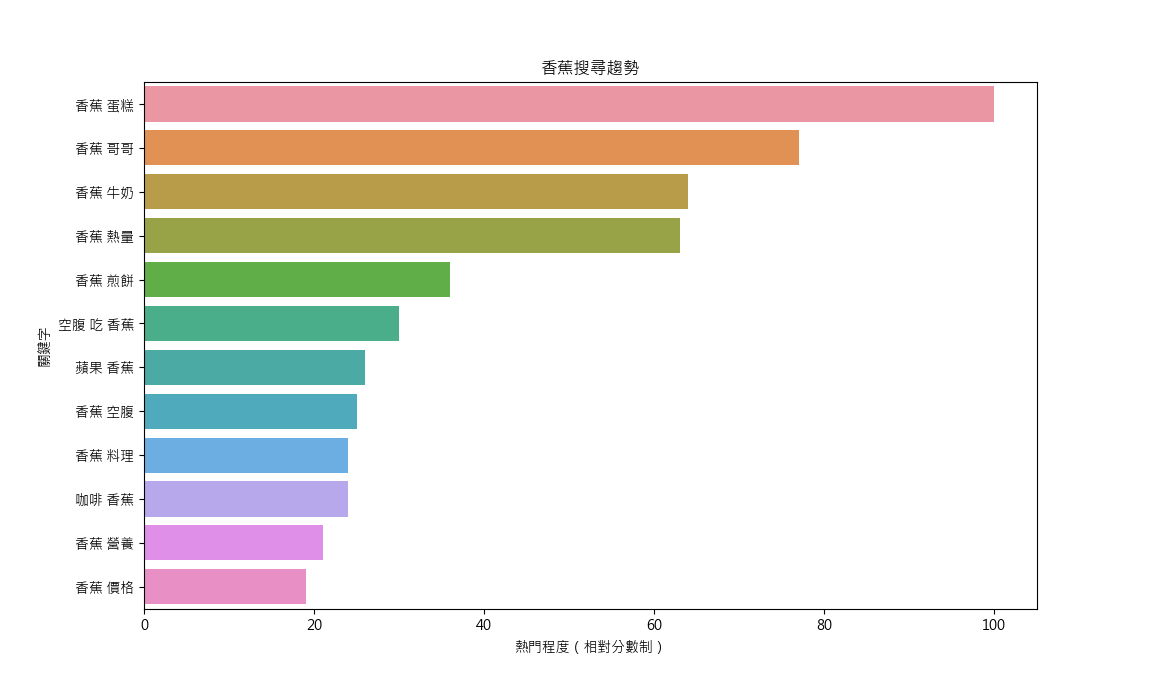 香蕉搜尋趨勢
關鍵字
香蕉 蛋糕
香蕉 哥哥
香蕉 牛奶
香蕉 熱量
香蕉 煎餅
空腹 吃 香蕉
蘋果 香蕉
香蕉 空腹
香蕉 料理
咖啡 香蕉
香蕉 營養
香蕉 價格
0 20 40 60 80 100
熱門程度 ( 相對分數制 )